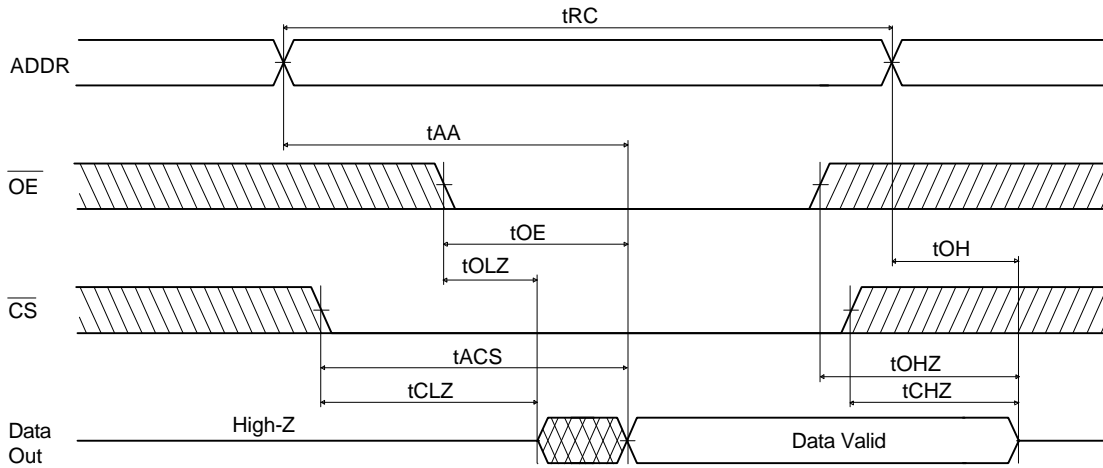 tRC
ADDR
tAA
OE
tOE
tOLZ
tOH
CS
tACS
tOHZ
tCLZ
tCHZ
High-Z
Data
Out
Data Valid